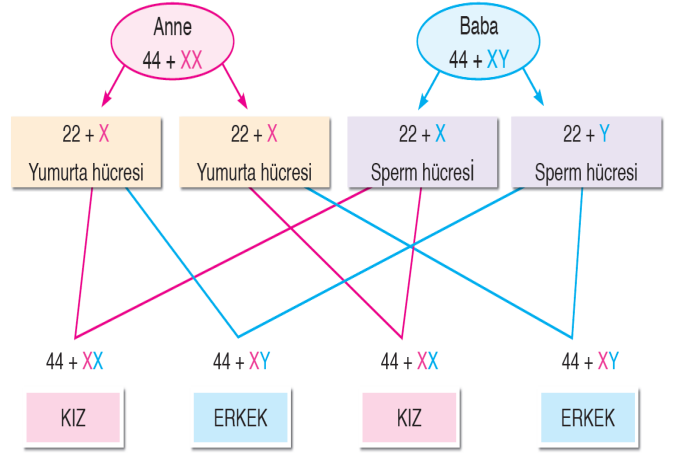 Anne
44 + XX
Baba
44 + XY
22 + X
Yumurta hücresi
22 + X
Yumurta hücresi
22 + X
Sperm hücresi
22 + Y
Sperm hücresi
44 + XX
44 + XY
44 + XX
44 + XY
KIZ
ERKEK
KIZ
ERKEK